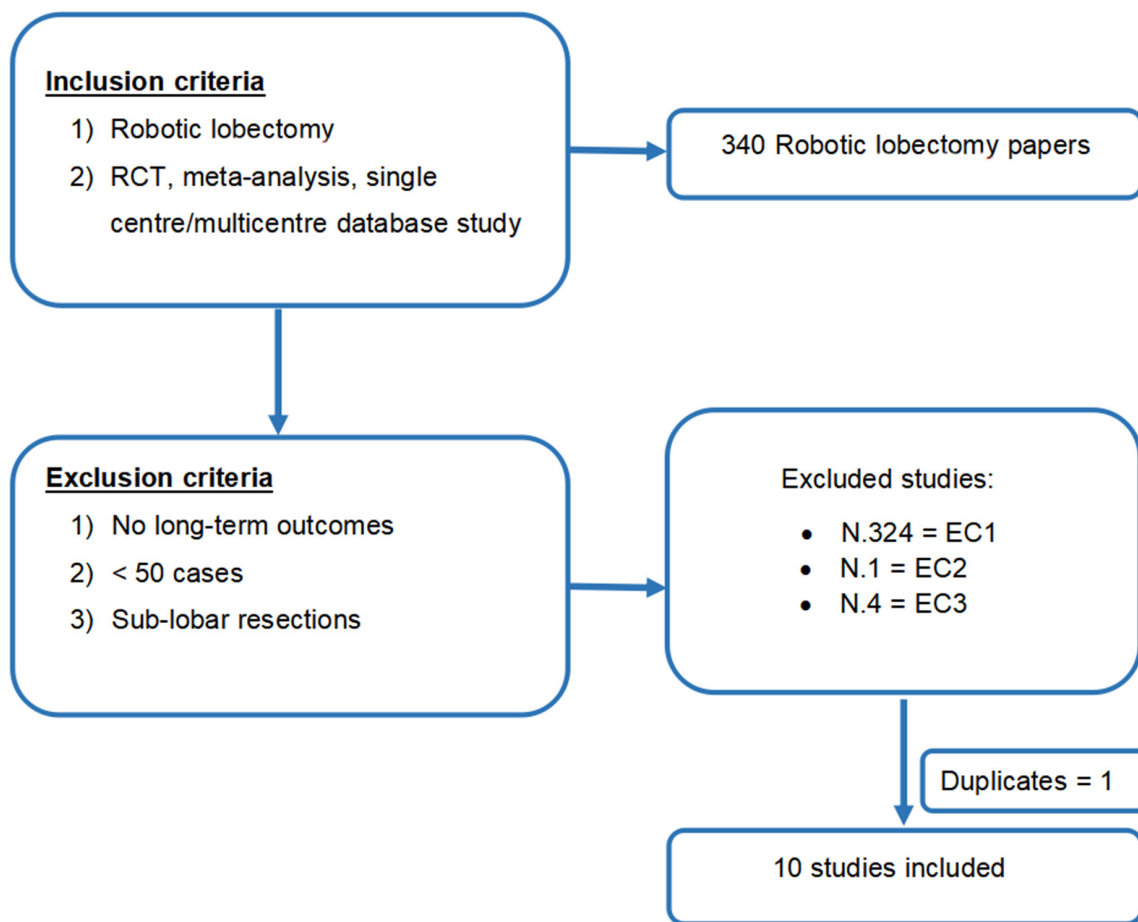 Inclusion criteria
1) Robotic lobectomy
2) RCT, meta-analysis, single
centre/multicentre database study
340 Robotic lobectomy papers
Exclusion criteria
1) No long-term outcomes
2) < 50 cases
3) Sub-lobar resections
Excluded studies:
• N.324 = EC1
• N.1 = EC2
• N.4 = EC3
Duplicates = 1
10 studies included